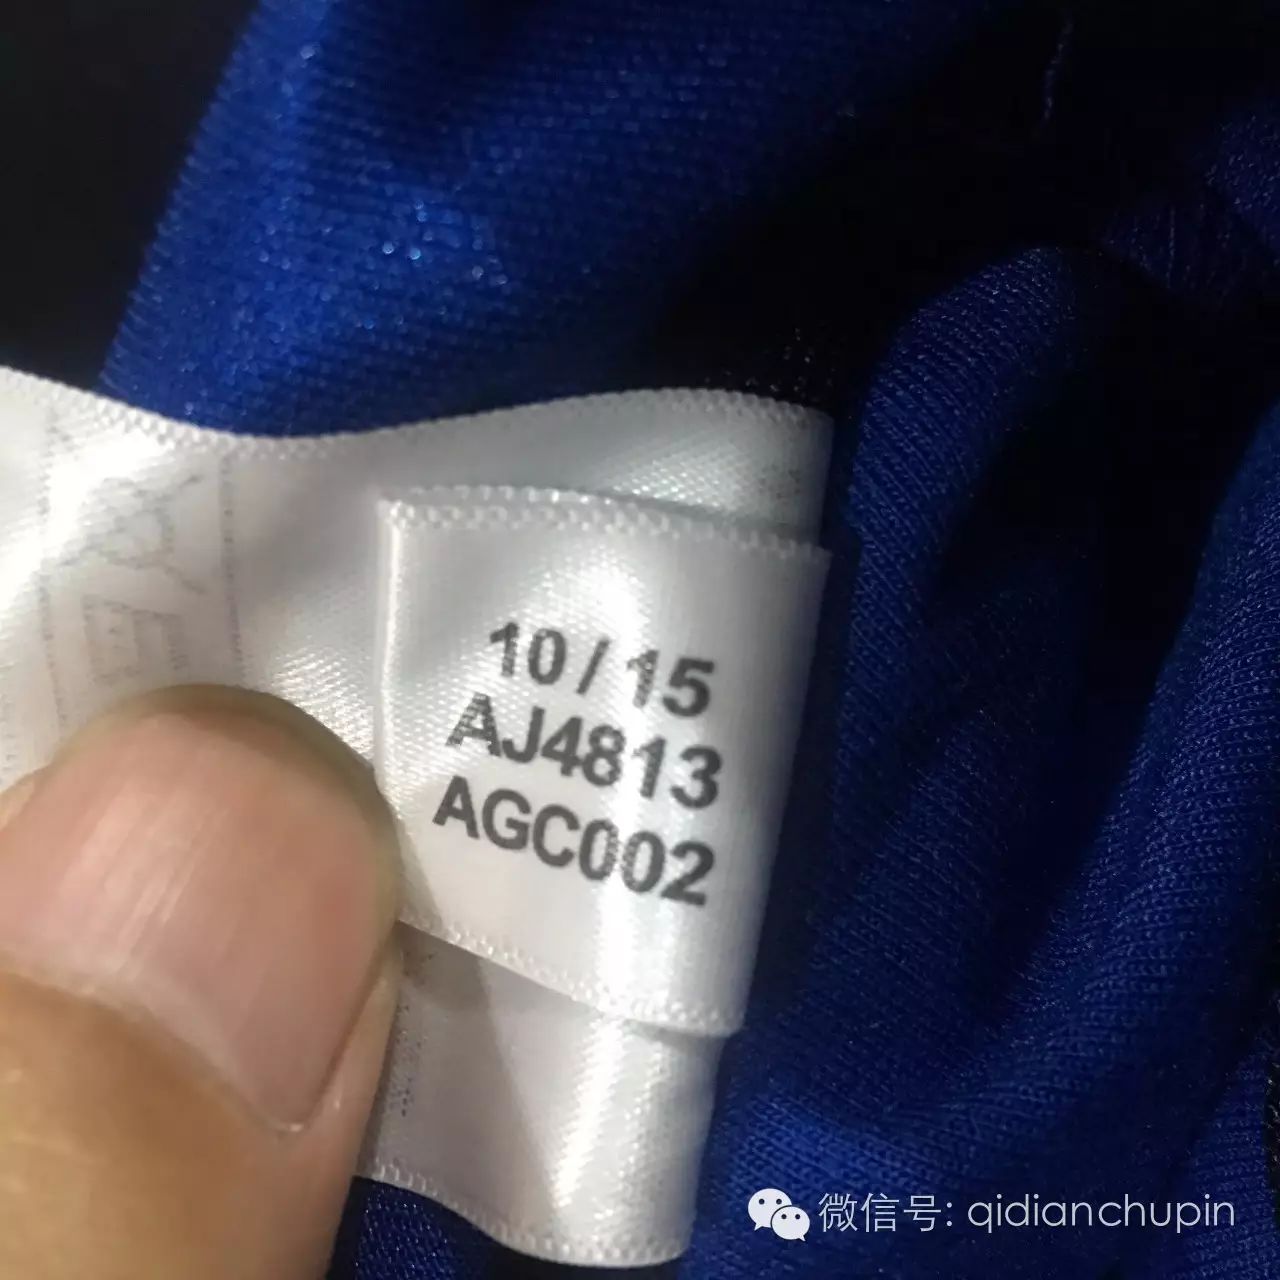 10/15
AJ4813
AGC002
微信号: qidianchupin